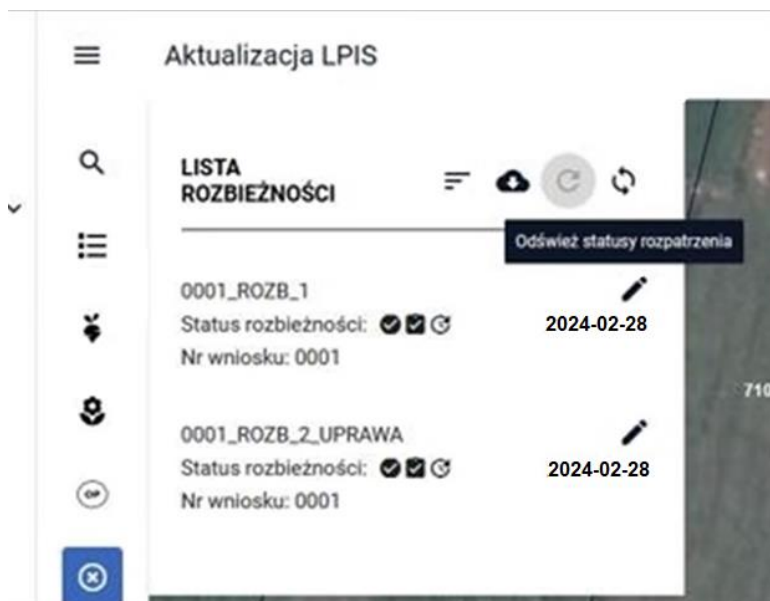 Aktualizacja LPIS
LISTA
ROZBIEŻNOŚCI
Odśwież statusy rozpatrzenia
0001_ROZB_1
Status rozbieżności: 2024-02-28
Nr wniosku: 0001
710
0001_ROZB_2_UPRAWA
Status rozbieżności: 2024-02-28
Nr wniosku: 0001